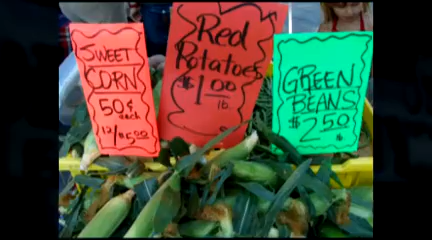 SWEET
CORN
50¢
each
12/$5.00
Red
Potatoes
$1.00
lb
GREEN
BEANS
$2.50
lb